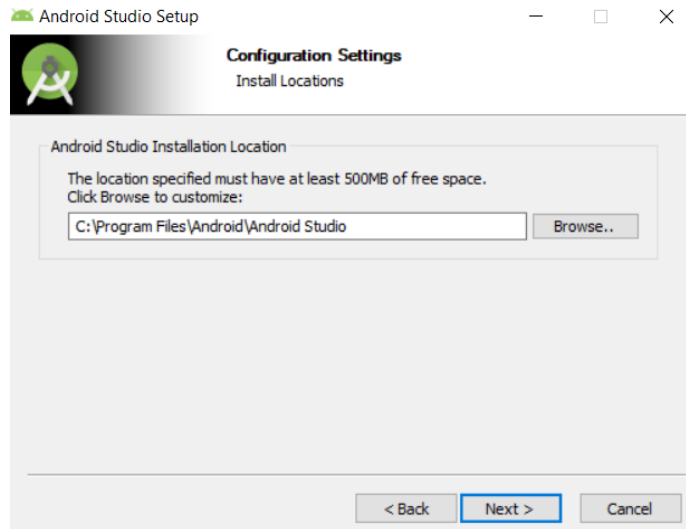 Android Studio Setup
Configuration Settings
Install Locations
Android Studio Installation Location
The location specified must have at least 500MB of free space.
Click Browse to customize:
C:\Program Files\Android\Android Studio
Browse..
< Back
Next >
Cancel